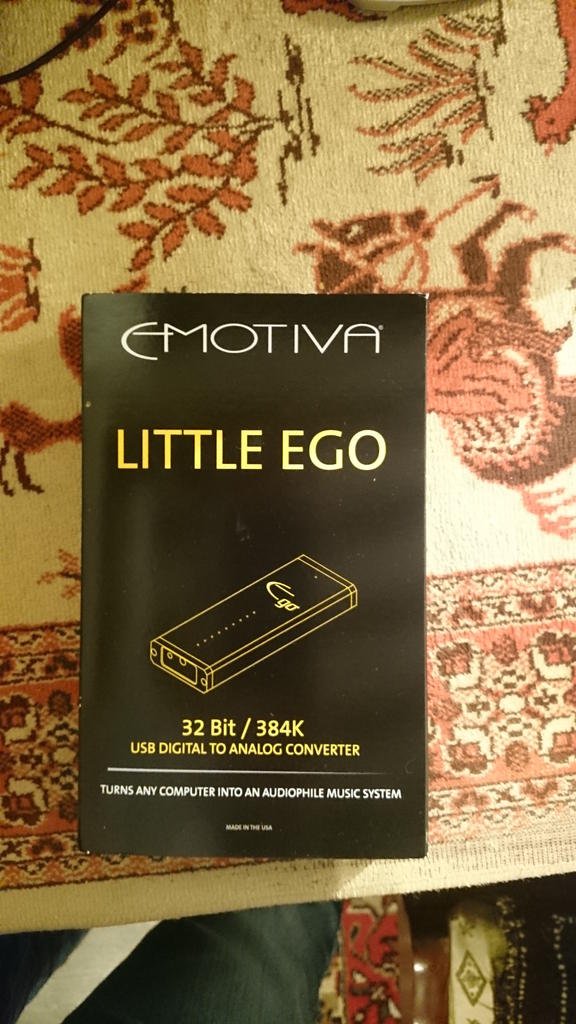 EMOTIVA®
LITTLE EGO
Ego
32 Bit / 384K
USB DIGITAL TO ANALOG CONVERTER
TURNS ANY COMPUTER INTO AN AUDIOPHILE MUSIC SYSTEM
MADE IN THE USA